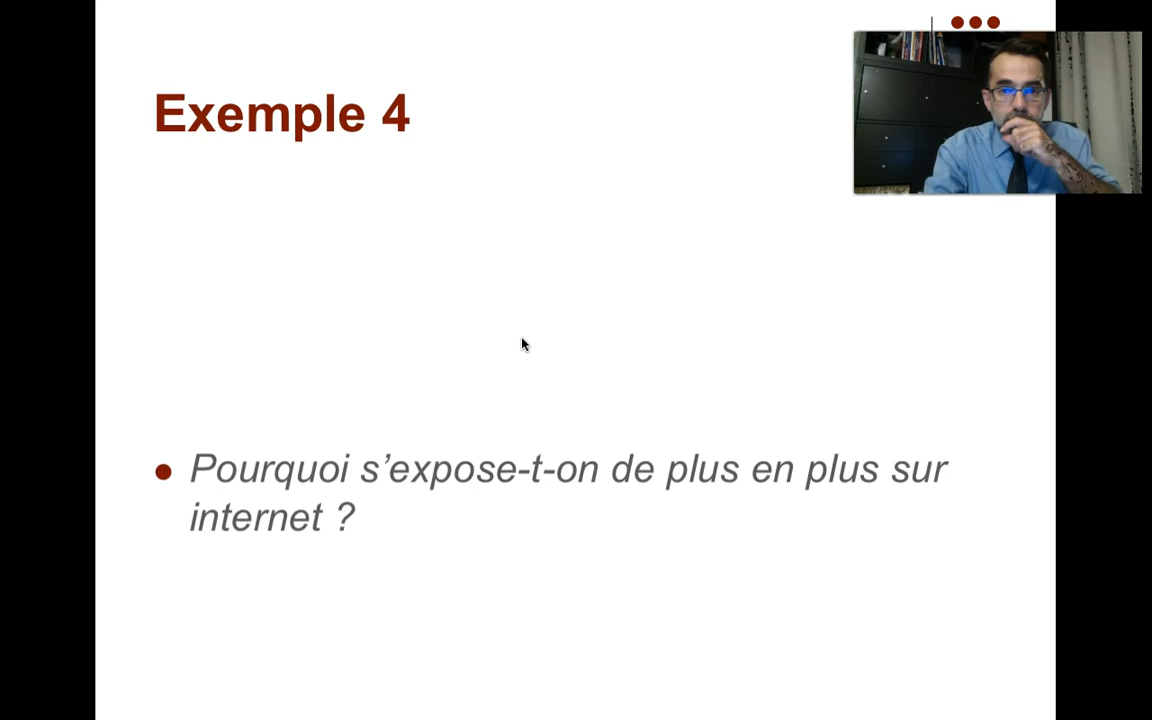 Exemple 4
Pourquoi s’expose-t-on de plus en plus sur
internet ?